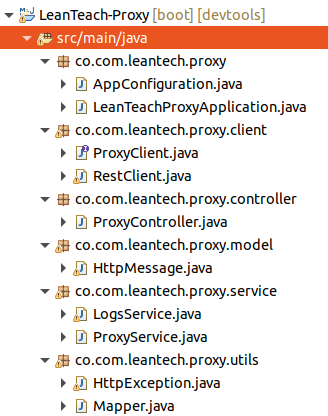 LeanTeach-Proxy [boot] [devtools]
src/main/java
co.com.leantech.proxy
AppConfiguration.java
LeanTeachProxyApplication.java
co.com.leantech.proxy.client
ProxyClient.java
RestClient.java
co.com.leantech.proxy.controller
ProxyController.java
co.com.leantech.proxy.model
HttpMessage.java
co.com.leantech.proxy.service
LogsService.java
ProxyService.java
co.com.leantech.proxy.utils
HttpException.java
Mapper.java